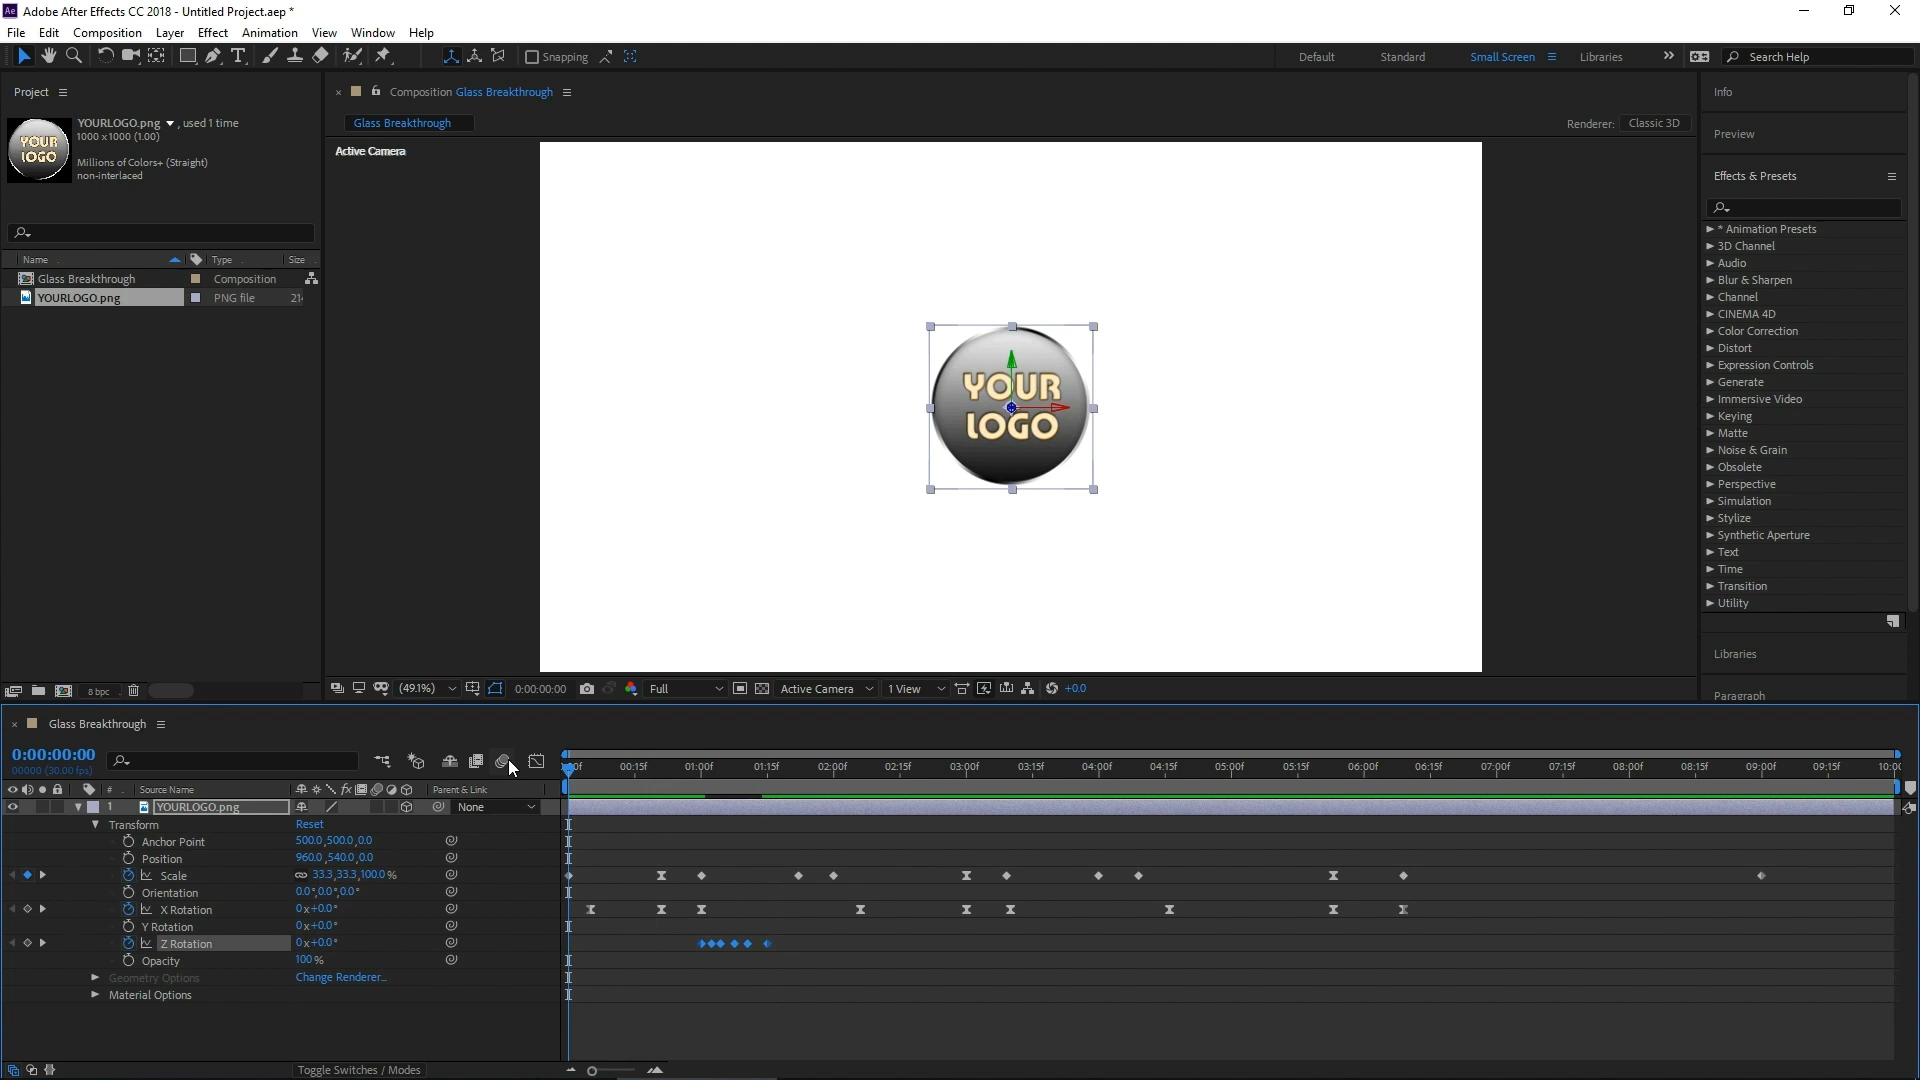 Ae Adobe After Effects CC 2018 - Untitled Project.aep *
File Edit Composition Layer Effect Animation View Window Help
Snapping
Default Standard Small Screen Libraries
Search Help
Project
YOURLOGO.png , used 1 time
1000 x 1000 (1.00)
Millions of Colors+ (Straight)
non-interlaced
YOUR
LOGO
Name Type Size
Glass Breakthrough Composition
YOURLOGO.png PNG file
8 bpc
Composition Glass Breakthrough
Glass Breakthrough
Renderer: Classic 3D
Active Camera
YOUR
LOGO
(49.1%) 0:00:00:00 Full Active Camera 1 View +0.0
Info
Preview
Effects & Presets
* Animation Presets
3D Channel
Audio
Blur & Sharpen
Channel
CINEMA 4D
Color Correction
Distort
Expression Controls
Generate
Immersive Video
Keying
Matte
Noise & Grain
Obsolete
Perspective
Simulation
Stylize
Synthetic Aperture
Text
Time
Transition
Utility
Libraries
Paragraph
Glass Breakthrough
0:00:00:00
00000 (30.00 fps)
00:15f 01:00f 01:15f 02:00f 02:15f 03:00f 03:15f 04:00f 04:15f 05:00f 05:15f 06:00f 06:15f 07:00f 07:15f 08:00f 08:15f 09:00f 09:15f
# Source Name fx Parent & Link
1 YOURLOGO.png None
Transform Reset
Anchor Point 500.0,500.0,0.0
Position 960.0,540.0,0.0
Scale 33.3,33.3,100.0%
Orientation 0.0°,0.0°,0.0°
X Rotation 0x+0.0°
Y Rotation 0x+0.0°
Z Rotation 0x+0.0°
Opacity 100%
Geometry Options Change Renderer...
Material Options
Toggle Switches / Modes